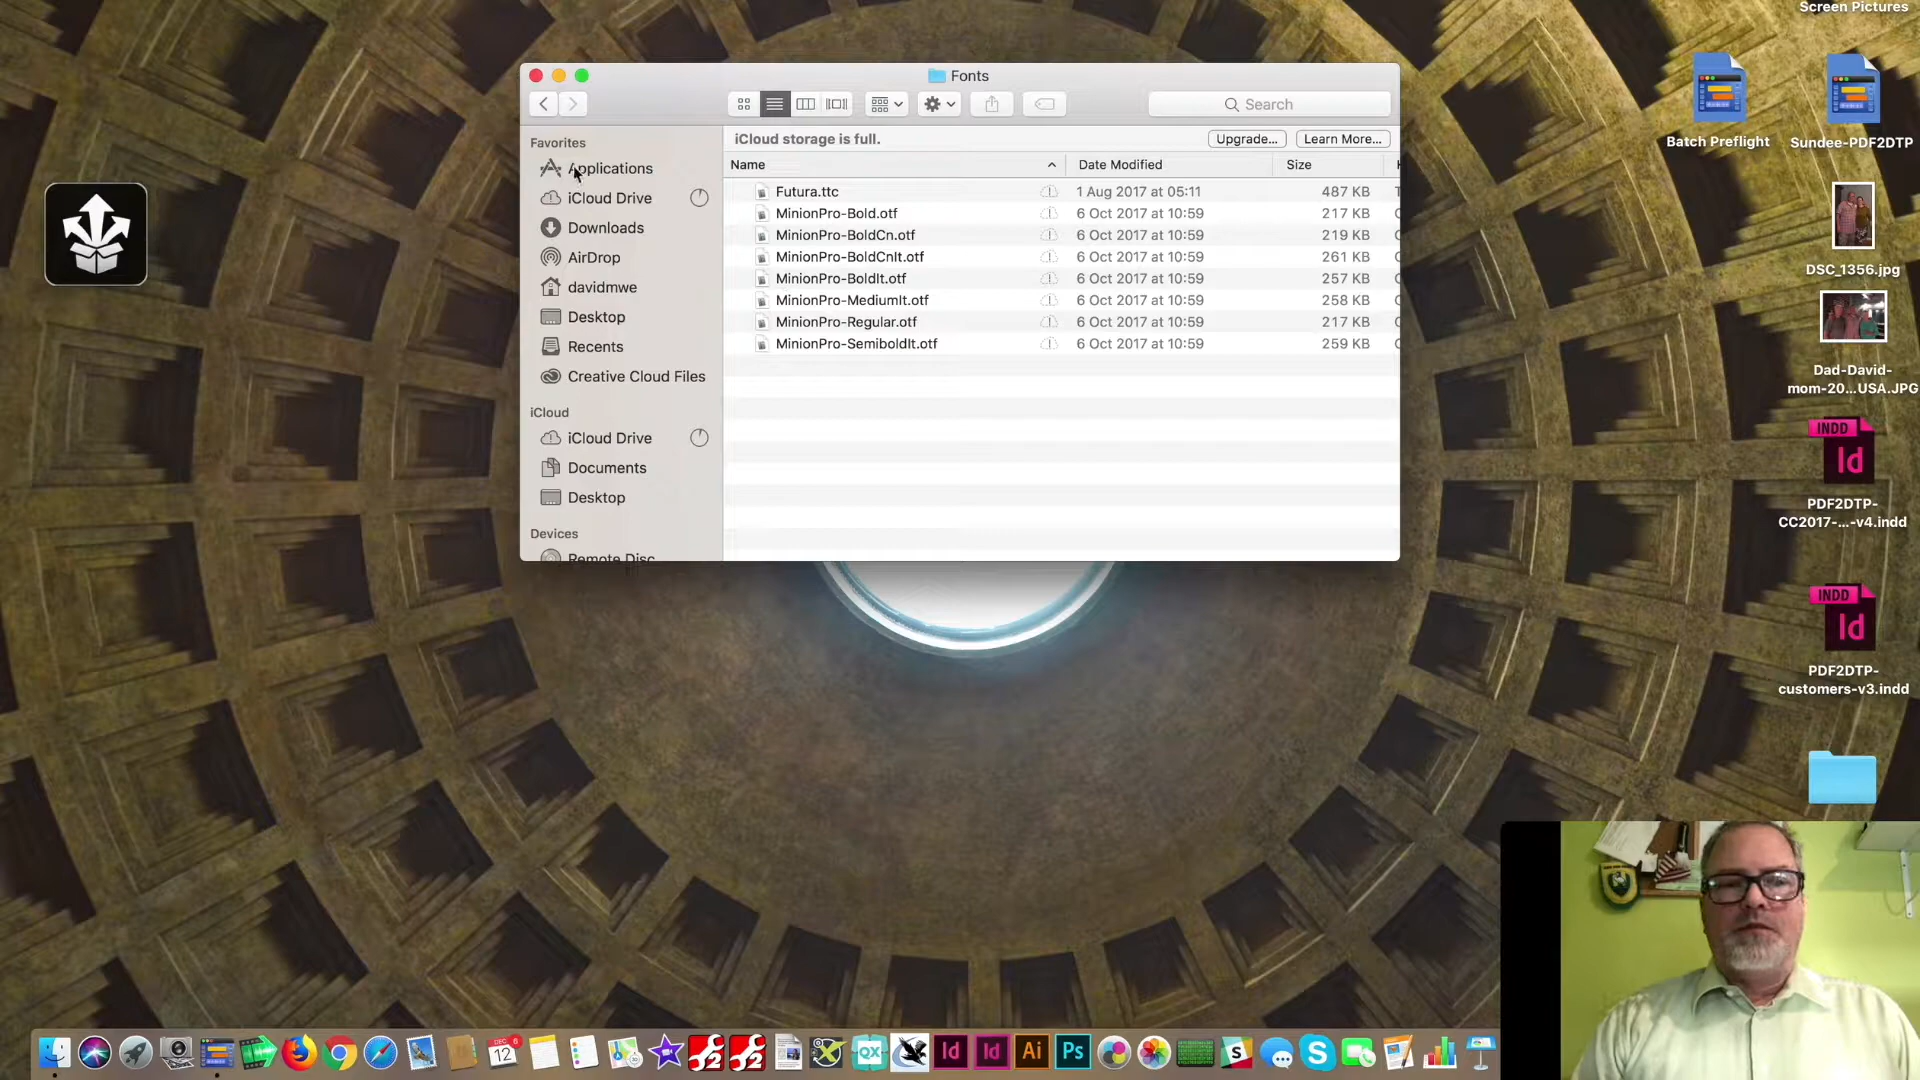 Screen Pictures
Fonts
Search
Favorites
Applications
iCloud Drive
Downloads
AirDrop
davidmwe
Desktop
Recents
Creative Cloud Files
iCloud
iCloud Drive
Documents
Desktop
Devices
Remote Disc
iCloud storage is full.
Upgrade...
Learn More...
Name Date Modified Size
Futura.ttc 1 Aug 2017 at 05:11 487 KB
MinionPro-Bold.otf 6 Oct 2017 at 10:59 217 KB
MinionPro-BoldCn.otf 6 Oct 2017 at 10:59 219 KB
MinionPro-BoldCnIt.otf 6 Oct 2017 at 10:59 261 KB
MinionPro-BoldIt.otf 6 Oct 2017 at 10:59 257 KB
MinionPro-MediumIt.otf 6 Oct 2017 at 10:59 258 KB
MinionPro-Regular.otf 6 Oct 2017 at 10:59 217 KB
MinionPro-SemiboldIt.otf 6 Oct 2017 at 10:59 259 KB
Batch Preflight
Sundee-PDF2DTP
DSC_1356.jpg
Dad-David-
mom-20...USA.JPG
INDD
Id
PDF2DTP-
CC2017-...-v4.indd
INDD
Id
PDF2DTP-
customers-v3.indd
DEC 6
12
QX
Id
Id
Ai
Ps
S